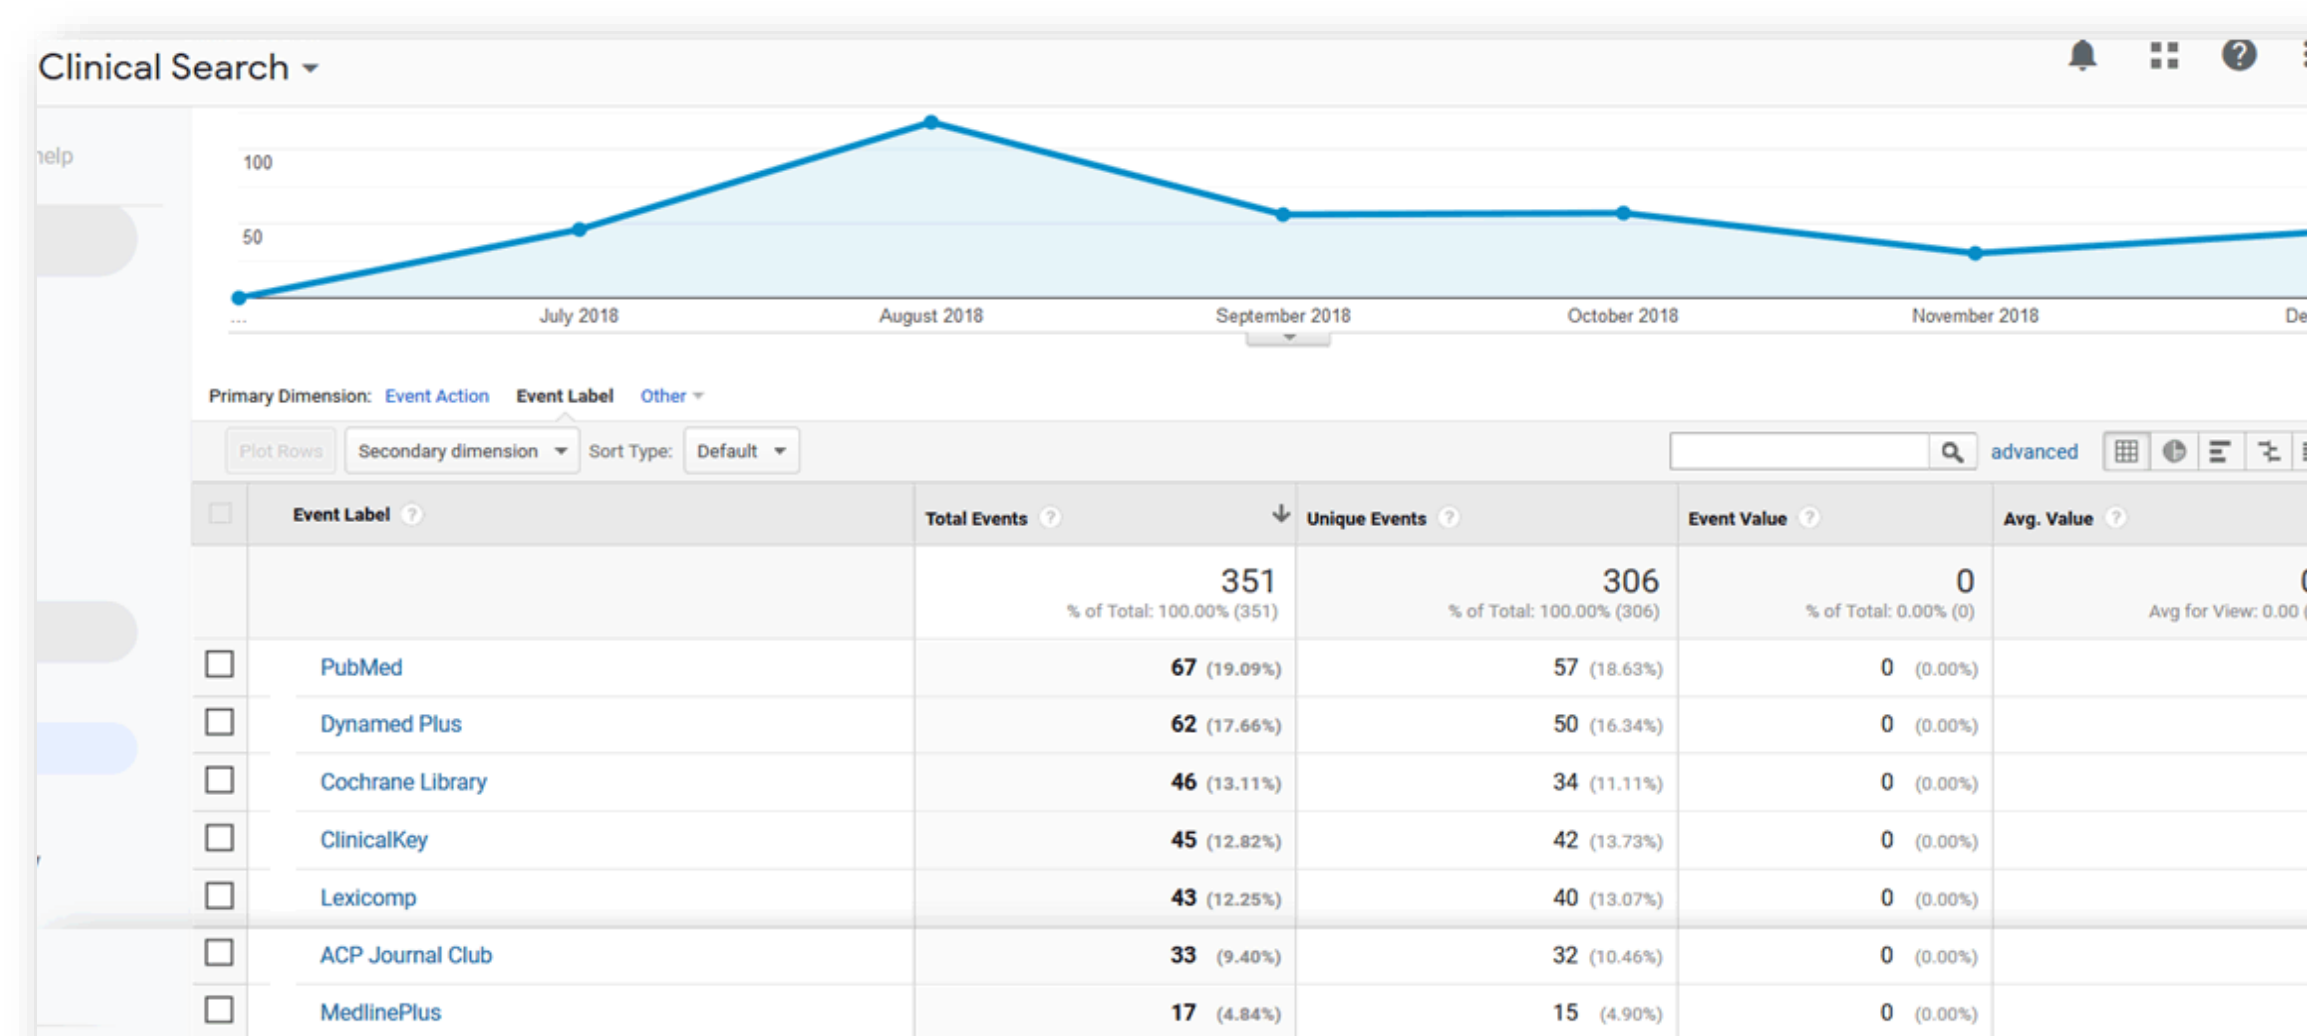 Clinical Search
help
100
50
... July 2018 August 2018 September 2018 October 2018 November 2018 De
Primary Dimension: Event Action Event Label Other
Plot Rows Secondary dimension Sort Type: Default advanced
Event Label ? Total Events ? Unique Events ? Event Value ? Avg. Value ?
351 306 0 0
% of Total: 100.00% (351) % of Total: 100.00% (306) % of Total: 0.00% (0) Avg for View: 0.00 (
PubMed 67 (19.09%) 57 (18.63%) 0 (0.00%)
Dynamed Plus 62 (17.66%) 50 (16.34%) 0 (0.00%)
Cochrane Library 46 (13.11%) 34 (11.11%) 0 (0.00%)
ClinicalKey 45 (12.82%) 42 (13.73%) 0 (0.00%)
Lexicomp 43 (12.25%) 40 (13.07%) 0 (0.00%)
ACP Journal Club 33 (9.40%) 32 (10.46%) 0 (0.00%)
MedlinePlus 17 (4.84%) 15 (4.90%) 0 (0.00%)